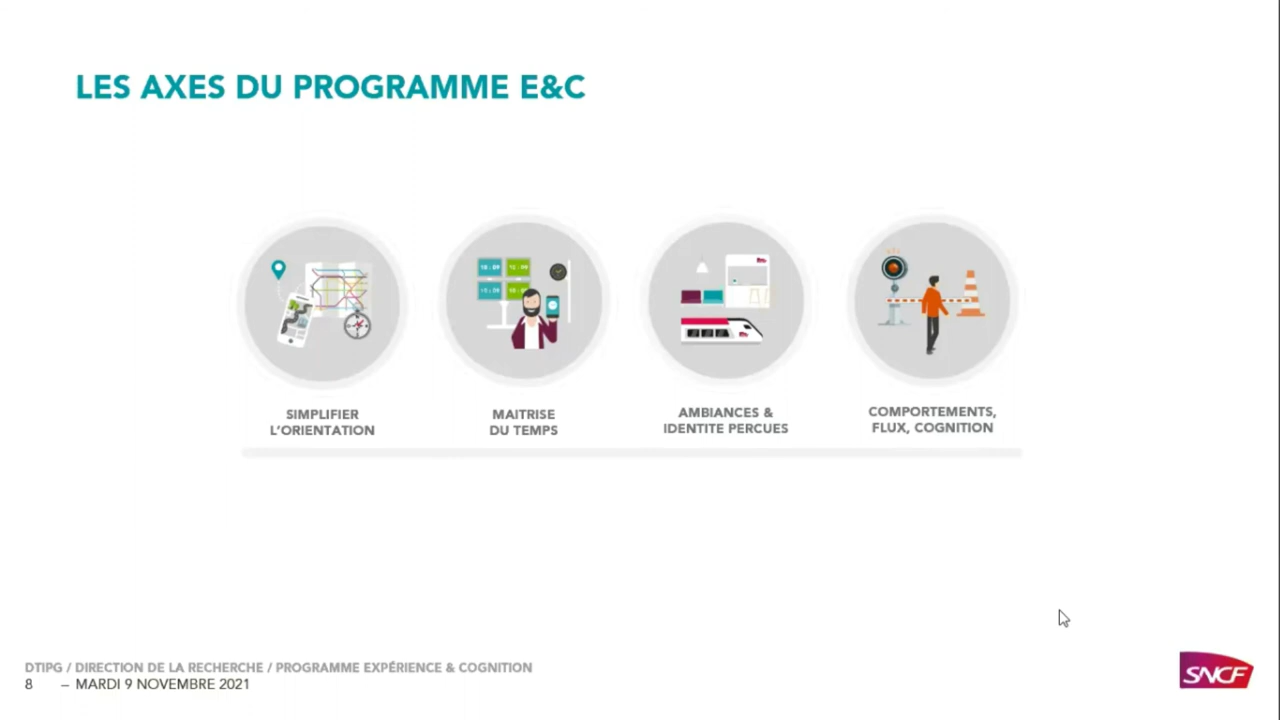 LES AXES DU PROGRAMME E&C
SIMPLIFIER
L'ORIENTATION
MAITRISE
DU TEMPS
AMBIANCES &
IDENTITE PERCUES
COMPORTEMENTS,
FLUX, COGNITION
DTIPG / DIRECTION DE LA RECHERCHE / PROGRAMME EXPÉRIENCE & COGNITION
8 – MARDI 9 NOVEMBRE 2021
SNCF